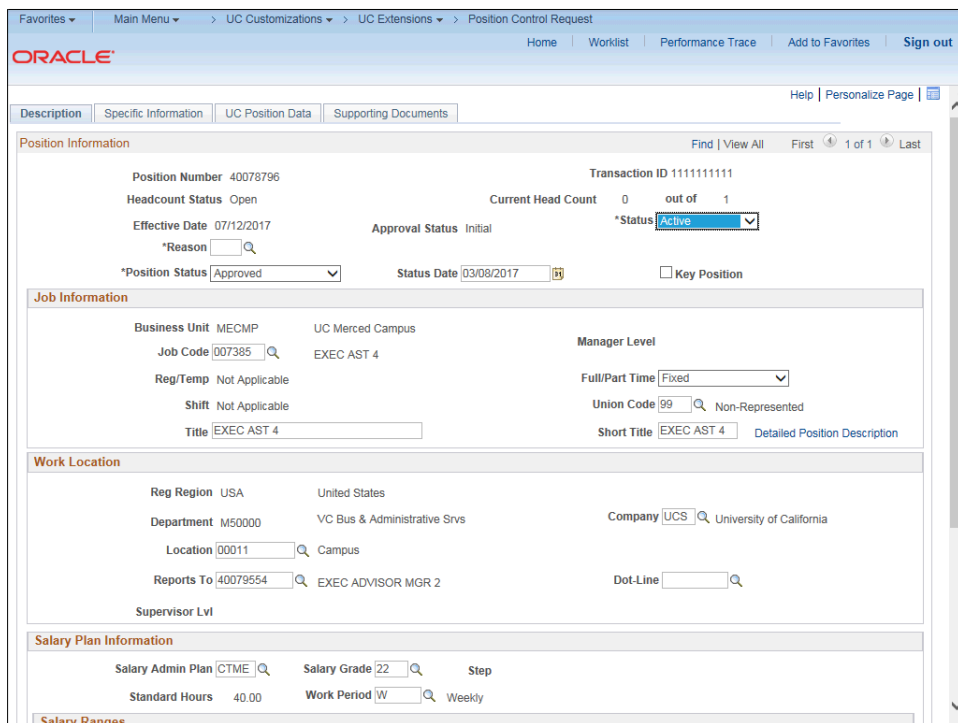 Favorites Main Menu > UC Customizations > UC Extensions > Position Control Request
Home Worklist Performance Trace Add to Favorites Sign out
ORACLE
Help | Personalize Page |
Description Specific Information UC Position Data Supporting Documents
Position Information Find | View All First 1 of 1 Last
Position Number 40078796 Transaction ID 1111111111
Headcount Status Open Current Head Count 0 out of 1
Effective Date 07/12/2017 Approval Status Initial *Status Active
*Reason
*Position Status Approved Status Date 03/08/2017 Key Position
Job Information
Business Unit MECMP UC Merced Campus
Manager Level
Job Code 007385 EXEC AST 4
Reg/Temp Not Applicable Full/Part Time Fixed
Shift Not Applicable Union Code 99 Non-Represented
Title EXEC AST 4 Short Title EXEC AST 4 Detailed Position Description
Work Location
Reg Region USA United States
Department M50000 VC Bus & Administrative Srvs Company UCS University of California
Location 00011 Campus
Reports To 40079554 EXEC ADVISOR MGR 2 Dot-Line
Supervisor Lvl
Salary Plan Information
Salary Admin Plan CTME Salary Grade 22 Step
Standard Hours 40.00 Work Period W Weekly
Salary Ranges